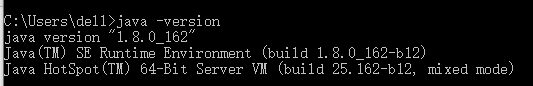 C:\Users\dell>java -version
java version "1.8.0_162"
Java(TM) SE Runtime Environment (build 1.8.0_162-b12)
Java HotSpot(TM) 64-Bit Server VM (build 25.162-b12, mixed mode)